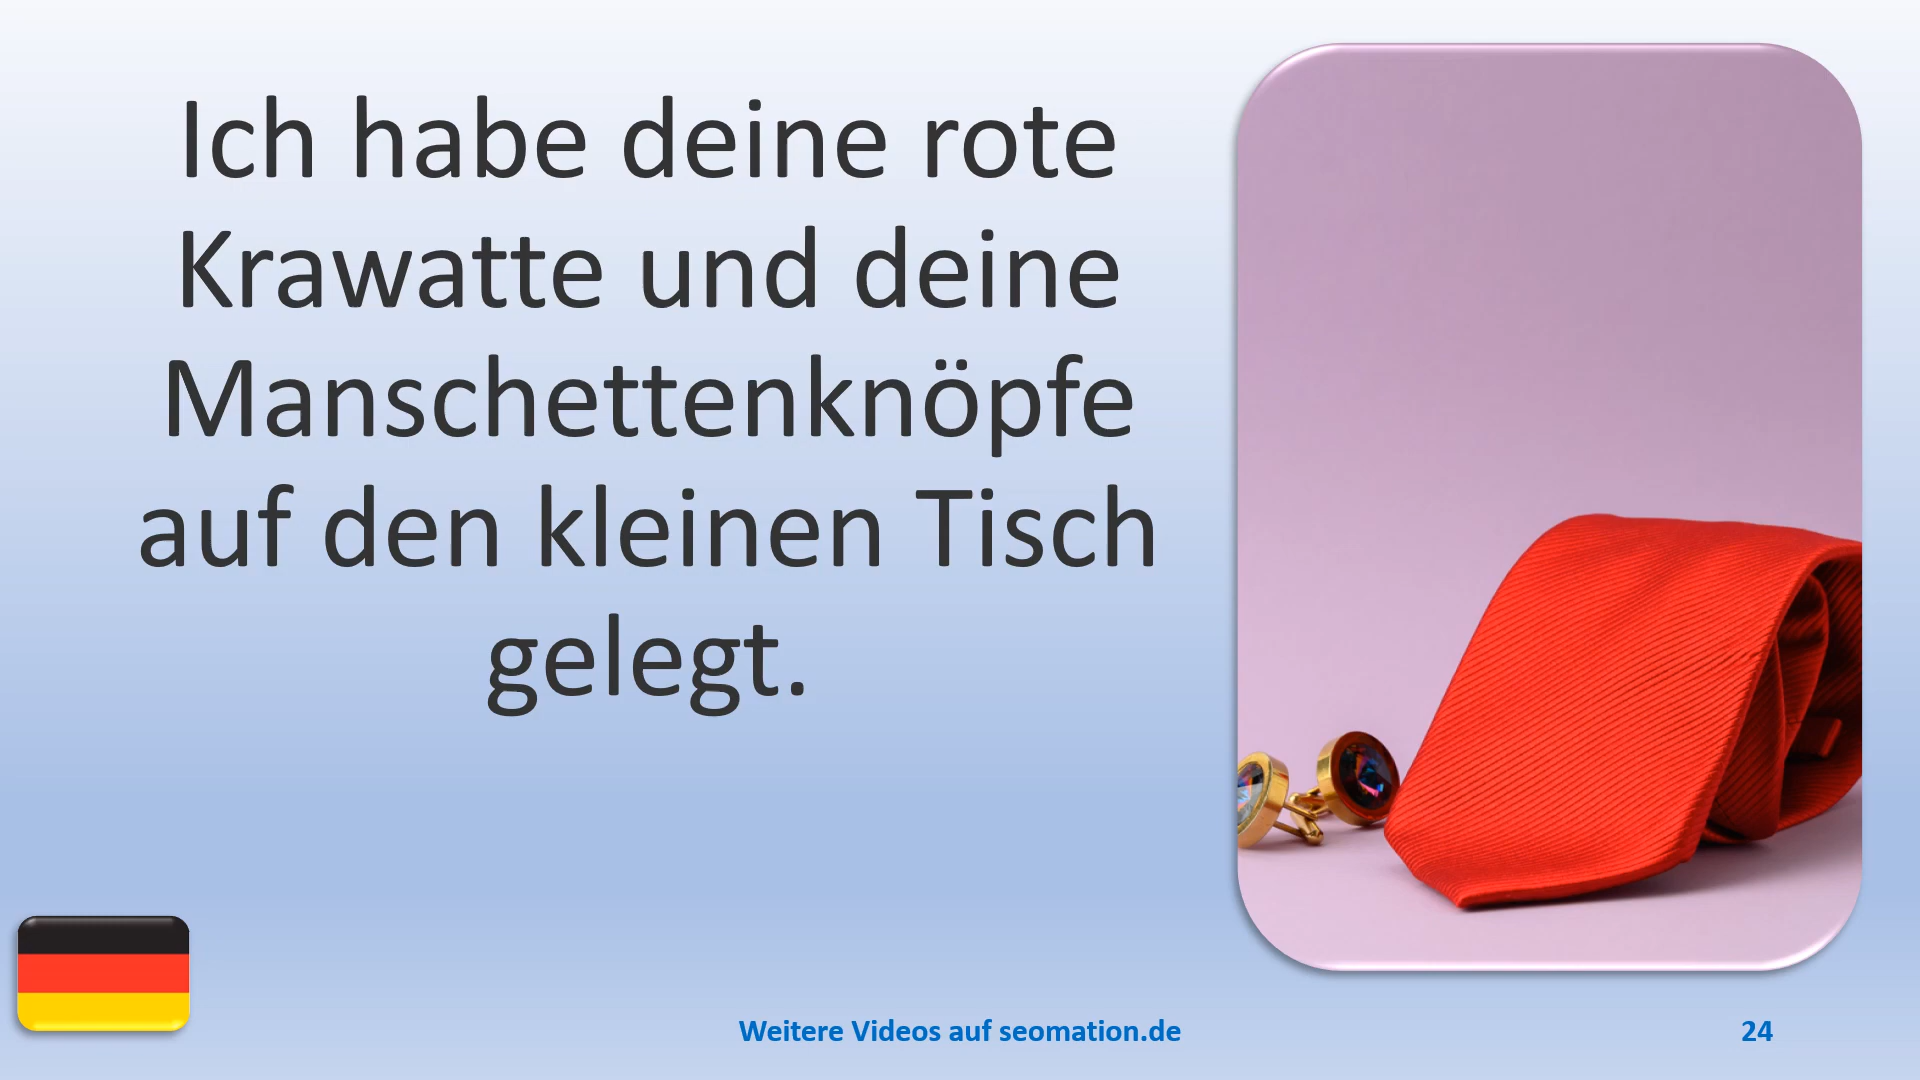 Ich habe deine rote
Krawatte und deine
Manschettenknöpfe
auf den kleinen Tisch
gelegt.
Weitere Videos auf seomation.de
24